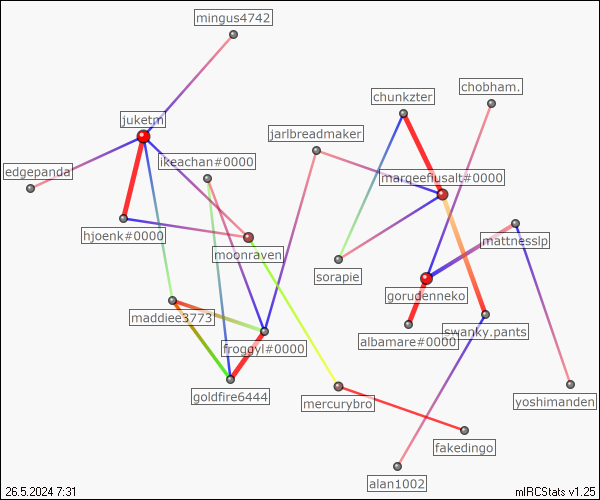 mingus4742
chobham.
chunkzter
juketm
jarlbreadmaker
ikeachan#0000
edgepanda
marqeefiusalt#0000
hjoenk#0000
mattnesslp
moonraven
sorapie
gorudenneko
maddiee3773
swanky.pants
albamare#0000
froggyl#0000
goldfire6444
mercurybro
yoshimanden
fakedingo
alan1002
26.5.2024 7:31
mIRCStats v1.25